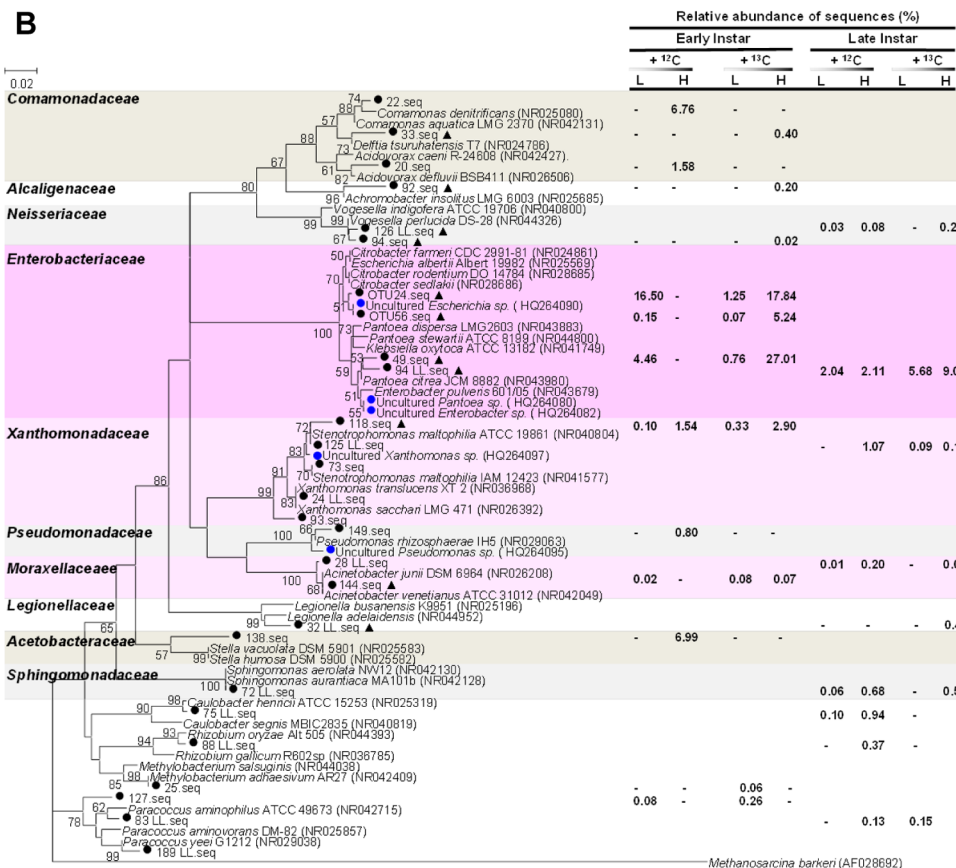 B
Relative abundance of sequences (%)
Early Instar Late Instar
+ 12C + 13C + 12C + 13C
L H L H L H L H
0.02
Comamonadaceae
74 22.seq
88 Comamonas denitrificans (NR025080) - 6.76 - -
Comamonas aquatica LMG 2370 (NR042131)
57
33.seq ▲ - - - 0.40
88
Delftia tsuruhatensis T7 (NR024786)
73 Acidovorax caeni R-24608 (NR042427).
67
20.seq - 1.58 - -
61
82 Acidovorax defluvii BSB411 (NR026506)
Alcaligenaceae
80 92.seq ▲ - - - 0.20
96 Achromobacter insolitus LMG 6003 (NR025685)
Neisseriaceae
Vogesella indigofera ATCC 19706 (NR040800)
99 99 Vogesella perlucida DS-28 (NR044326)
126 LL.seq ▲ 0.03 0.08 - 0.2
67 94.seq ▲ - - - 0.02
Enterobacteriaceae
50 Citrobacter farmeri CDC 2991-81 (NR024861)
Escherichia albertii Albert 19982 (NR025569)
70 Citrobacter rodentium DO 14784 (NR028685)
Citrobacter sedlakii (NR028686)
OTU24.seq ▲ 16.50 - 1.25 17.84
51 Uncultured Escherichia sp. ( HQ264090)
OTU56.seq ▲ 0.15 - 0.07 5.24
100 73 Pantoea dispersa LMG2603 (NR043883)
Pantoea stewartii ATCC 8199 (NR044800)
Klebsiella oxytoca ATCC 13182 (NR041749)
53 49.seq ▲ 4.46 - 0.76 27.01
59 94 LL.seq ▲ 2.04 2.11 5.68 9.0
Pantoea citrea JCM 8882 (NR043980)
51 Enterobacter pulveris 601/05 (NR043679)
Uncultured Pantoea sp. ( HQ264080)
55 Uncultured Enterobacter sp. ( HQ264082)
Xanthomonadaceae
72 118.seq ▲ 0.10 1.54 0.33 2.90
Stenotrophomonas maltophilia ATCC 19861 (NR040804)
83 125 LL.seq - 1.07 0.09
Uncultured Xanthomonas sp. (HQ264097)
91 73.seq
70 Stenotrophomonas maltophilia IAM 12423 (NR041577)
99 Xanthomonas translucens XT 2 (NR036968)
83 24 LL.seq
Xanthomonas sacchari LMG 471 (NR026392)
93.seq
86
Pseudomonadaceae
66 149.seq - 0.80 - -
100 Pseudomonas rhizosphaerae IH5 (NR029063)
Uncultured Pseudomonas sp. ( HQ264095)
Moraxellaceae
28 LL.seq 0.01 0.20 -
100 Acinetobacter junii DSM 6964 (NR026208)
68 144.seq ▲ 0.02 - 0.08 0.07
Acinetobacter venetianus ATCC 31012 (NR042049)
Legionellaceae
Legionella busanensis K9951 (NR025196)
Legionella adelaidensis (NR044952)
99 32 LL.seq ▲ - - -
65
Acetobacteraceae
138.seq - 6.99 - -
57 Stella vacuolata DSM 5901 (NR025583)
99 Stella humosa DSM 5900 (NR025582)
Sphingomonadaceae
Sphingomonas aerolata NW12 (NR042130)
100 Sphingomonas aurantiaca MA101b (NR042128)
72 LL.seq 0.06 0.68 -
98 Caulobacter henricii ATCC 15253 (NR025319)
90 75 LL.seq 0.10 0.94 -
Caulobacter segnis MBIC2835 (NR040819)
93 Rhizobium oryzae Alt 505 (NR044393)
94 88 LL.seq - 0.37 -
Rhizobium gallicum R602sp (NR036785)
Methylobacterium salsuginis (NR044038)
98 Methylobacterium adhaesivum AR27 (NR042409)
85 25.seq - - 0.06 -
127.seq 0.08 - 0.26 -
62 Paracoccus aminophilus ATCC 49673 (NR042715)
78 83 LL.seq - 0.13 0.15
Paracoccus aminovorans DM-82 (NR025857)
Paracoccus yeei G1212 (NR029038)
99 189 LL.seq
Methanosarcina barkeri (AF028692)